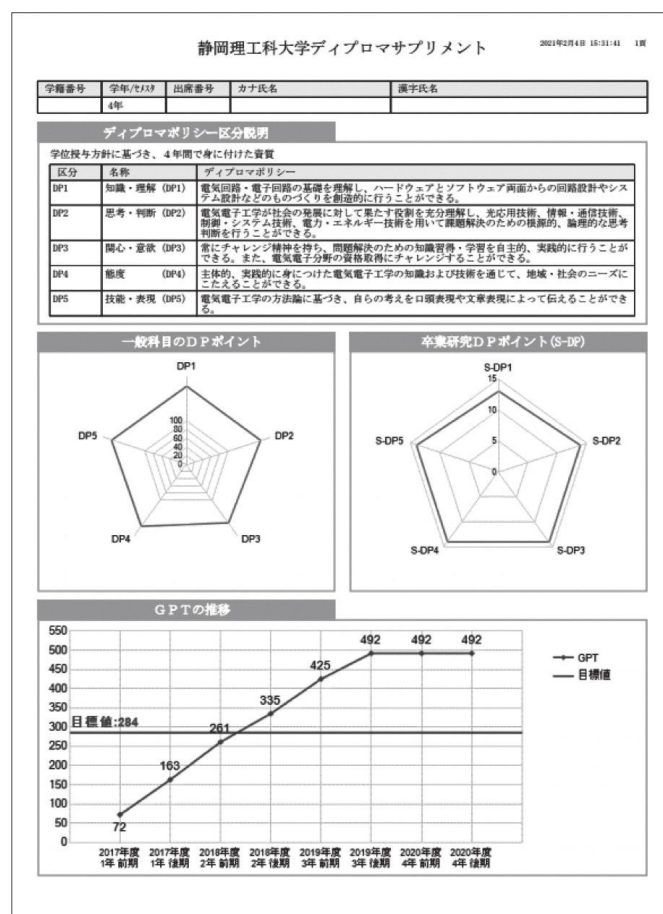 静岡理工科大学ディプロマサプリメント
2021年2月4日 15:31:41 1頁
学籍番号 学年/ｾﾒｽﾀ 出席番号 カナ氏名 漢字氏名
4年
ディプロマポリシー区分説明
学位授与方針に基づき、４年間で身に付けた資質
区分 名称 ディプロマポリシー
DP1 知識・理解（DP1） 電気回路・電子回路の基礎を理解し、ハードウェアとソフトウェア両面からの回路設計やシス
テム設計などのものづくりを創造的に行うことができる。
DP2 思考・判断（DP2） 電気電子工学が社会の発展に対して果たす役割を充分理解し、光応用技術、情報・通信技術、
制御・システム技術、電力・エネルギー技術を用いて課題解決のための根源的、論理的な思考
判断を行うことができる。
DP3 関心・意欲（DP3） 常にチャレンジ精神を持ち、問題解決のための知識習得・学習を自主的、実践的に行うことが
できる。また、電気電子分野の資格取得にチャレンジすることができる。
DP4 態度 （DP4） 主体的、実践的に身につけた電気電子工学の知識および技術を通じて、地域・社会のニーズに
こたえることができる。
DP5 技能・表現（DP5） 電気電子工学の方法論に基づき、自らの考えを口頭表現や文章表現によって伝えることができ
る。
一般科目のＤＰポイント
DP1
100
80
60
40
20
0
DP5 DP2
DP4 DP3
卒業研究ＤＰポイント(S-DP)
S-DP1
15
10
5
0
S-DP5 S-DP2
S-DP4 S-DP3
ＧＰＴの推移
550
500
450
400
350
300
250
200
150
100
50
0
目標値:284
72
163
261
335
425
492
492
492
GPT
目標値
2017年度 2017年度 2018年度 2018年度 2019年度 2019年度 2020年度 2020年度
1年 前期 1年 後期 2年 前期 2年 後期 3年 前期 3年 後期 4年 前期 4年 後期